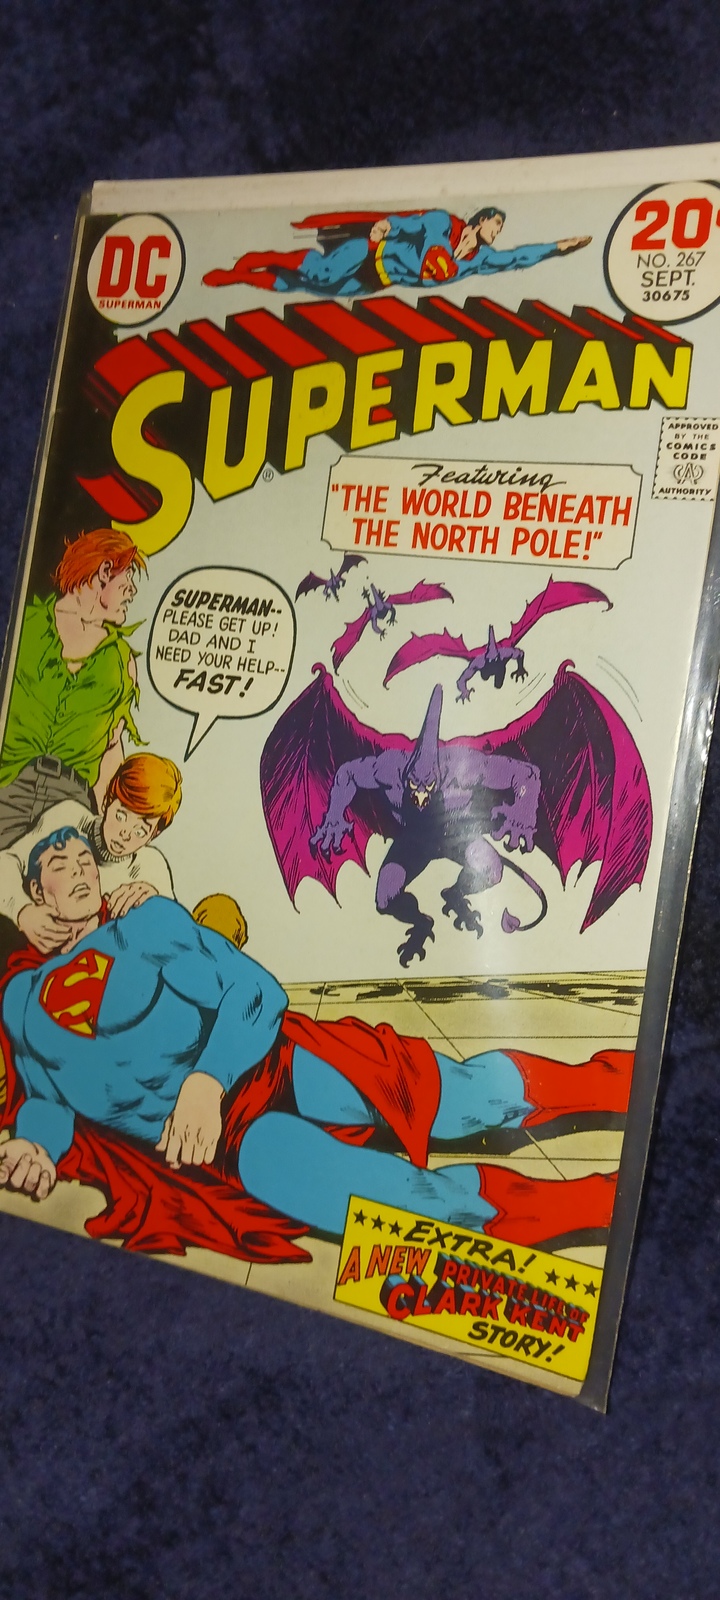 DC
SUPERMAN
20¢
NO. 267
SEPT.
30675
SUPERMAN®
APPROVED
BY THE
COMICS
CODE
CA
AUTHORITY
Featuring
"THE WORLD BENEATH
THE NORTH POLE!"
SUPERMAN--
PLEASE GET UP!
DAD AND I
NEED YOUR HELP--
FAST!
S
EXTRA!
A NEW PRIVATE LIFE OF
CLARK KENT
STORY!